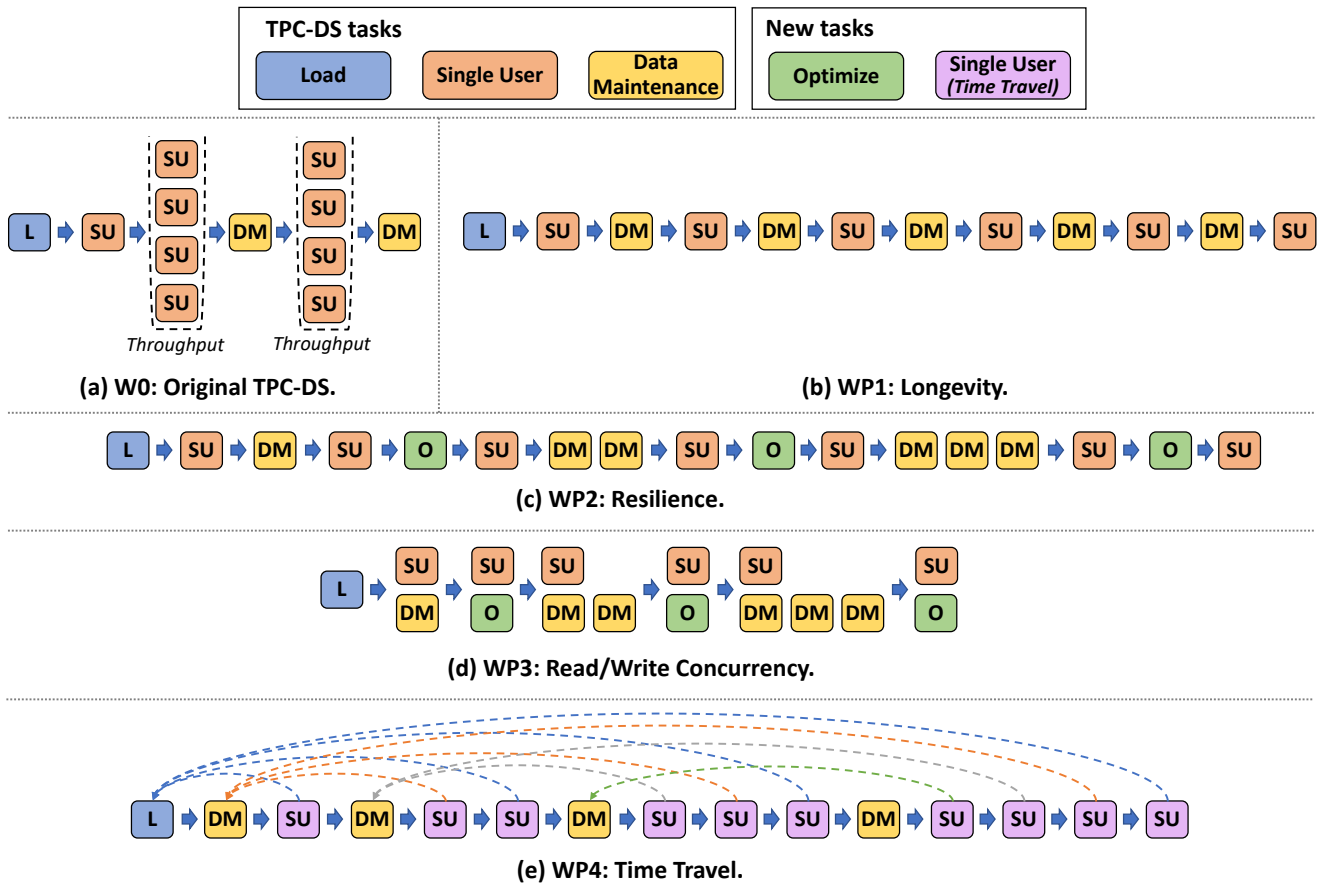 TPC-DS tasks
New tasks
Load
Single User
Data
Maintenance
Optimize
Single User
(Time Travel)
SU
SU
SU
SU
L
SU
SU
SU
DM
SU
SU
DM
SU
SU
Throughput
Throughput
(a) W0: Original TPC-DS.
L
SU
DM
SU
DM
SU
DM
SU
DM
SU
DM
SU
(b) WP1: Longevity.
L
SU
DM
SU
O
SU
DM
DM
SU
O
SU
DM
DM
DM
SU
O
SU
(c) WP2: Resilience.
SU
SU
SU
SU
SU
SU
L
DM
O
DM
DM
O
DM
DM
DM
O
(d) WP3: Read/Write Concurrency.
L
DM
SU
DM
SU
SU
DM
SU
SU
SU
DM
SU
SU
SU
SU
(e) WP4: Time Travel.